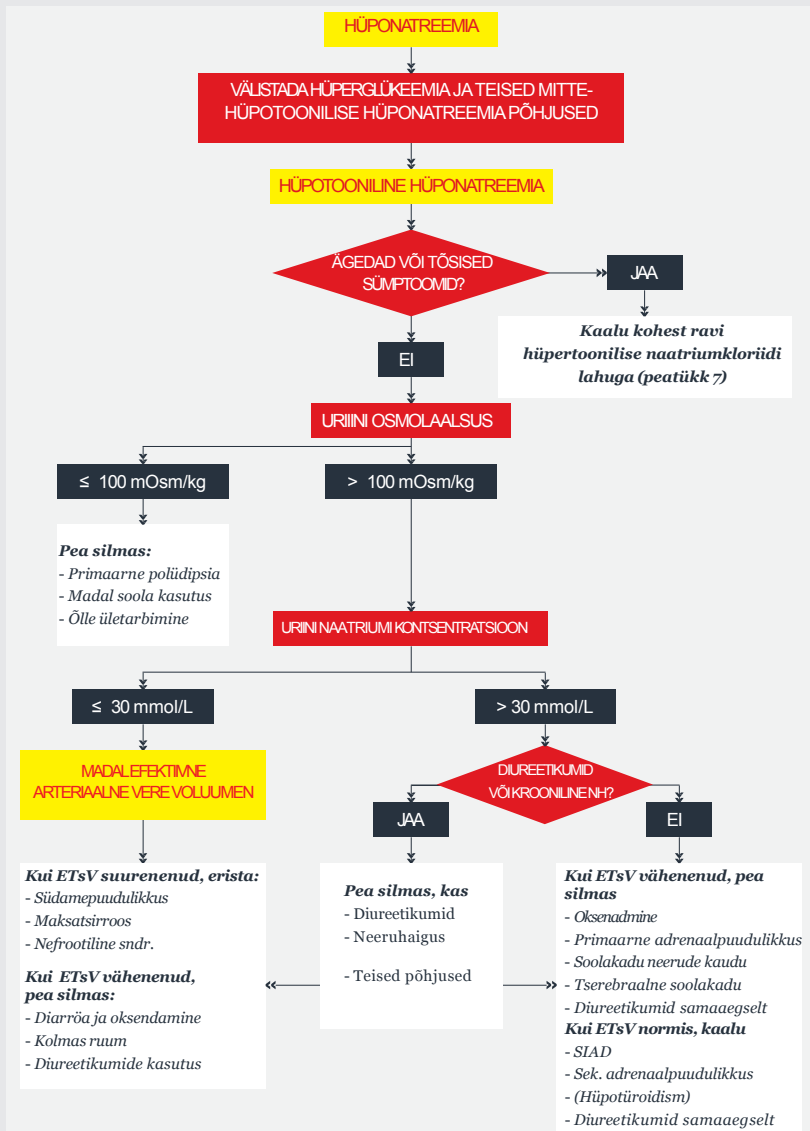 HÜPONATREEMIA
VÄLISTADA HÜPERGLÜKEEMIA JA TEISED MITTE-
HÜPOTOONILISE HÜPONATREEMIA PÕHJUSED
HÜPOTOONILINE HÜPONATREEMIA
ÄGEDAD VÕI TÕSISED
SÜMPTOOMID?
JAA
Kaalu kohest ravi
hüpertoonilise naatriumkloriidi
lahuga (peatükk 7)
EI
URIIINI OSMOLAALSUS
≤ 100 mOsm/kg
> 100 mOsm/kg
Pea silmas:
- Primaarne polüdipsia
- Madal soola kasutus
- Õlle ületarbimine
URIINI NAATRIUMI KONTSENTRATSIOON
≤ 30 mmol/L
> 30 mmol/L
MADAL EFEKTIIVNE
ARTERIAALNE VERE VOLUUMEN
DIUREETIKUMID
VÕI KROONILINE NH?
JAA
EI
Kui ETsV suurenenud, erista:
- Südamepuudulikkus
- Maksatsirroos
- Nefrootiline sndr.
Kui ETsV vähenenud,
pea silmas:
- Diarröa ja oksendamine
- Kolmas ruum
- Diureetikumide kasutus
Pea silmas, kas
- Diureetikumid
- Neeruhaigus
- Teised põhjused
Kui ETsV vähenenud, pea
silmas
- Oksenadmine
- Primaarne adrenaalpuudulikkus
- Soolakadu neerude kaudu
- Tserebraalne soolakadu
- Diureetikumid samaaegselt
Kui ETsV normis, kaalu
- SIAD
- Sek. adrenaalpuudulikkus
- (Hüpotüroidism)
- Diureetikumid samaaegselt